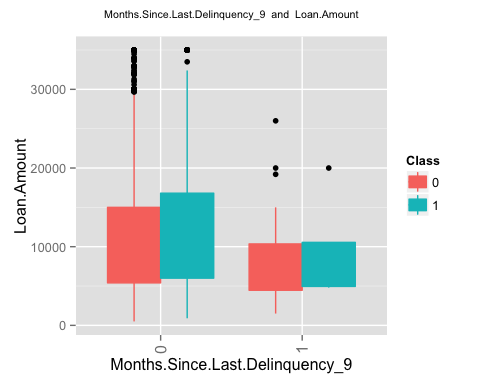 Months.Since.Last.Delinquency_9 and Loan.Amount
Loan.Amount
30000
20000
10000
0
0
1
Months.Since.Last.Delinquency_9
Class
0
1